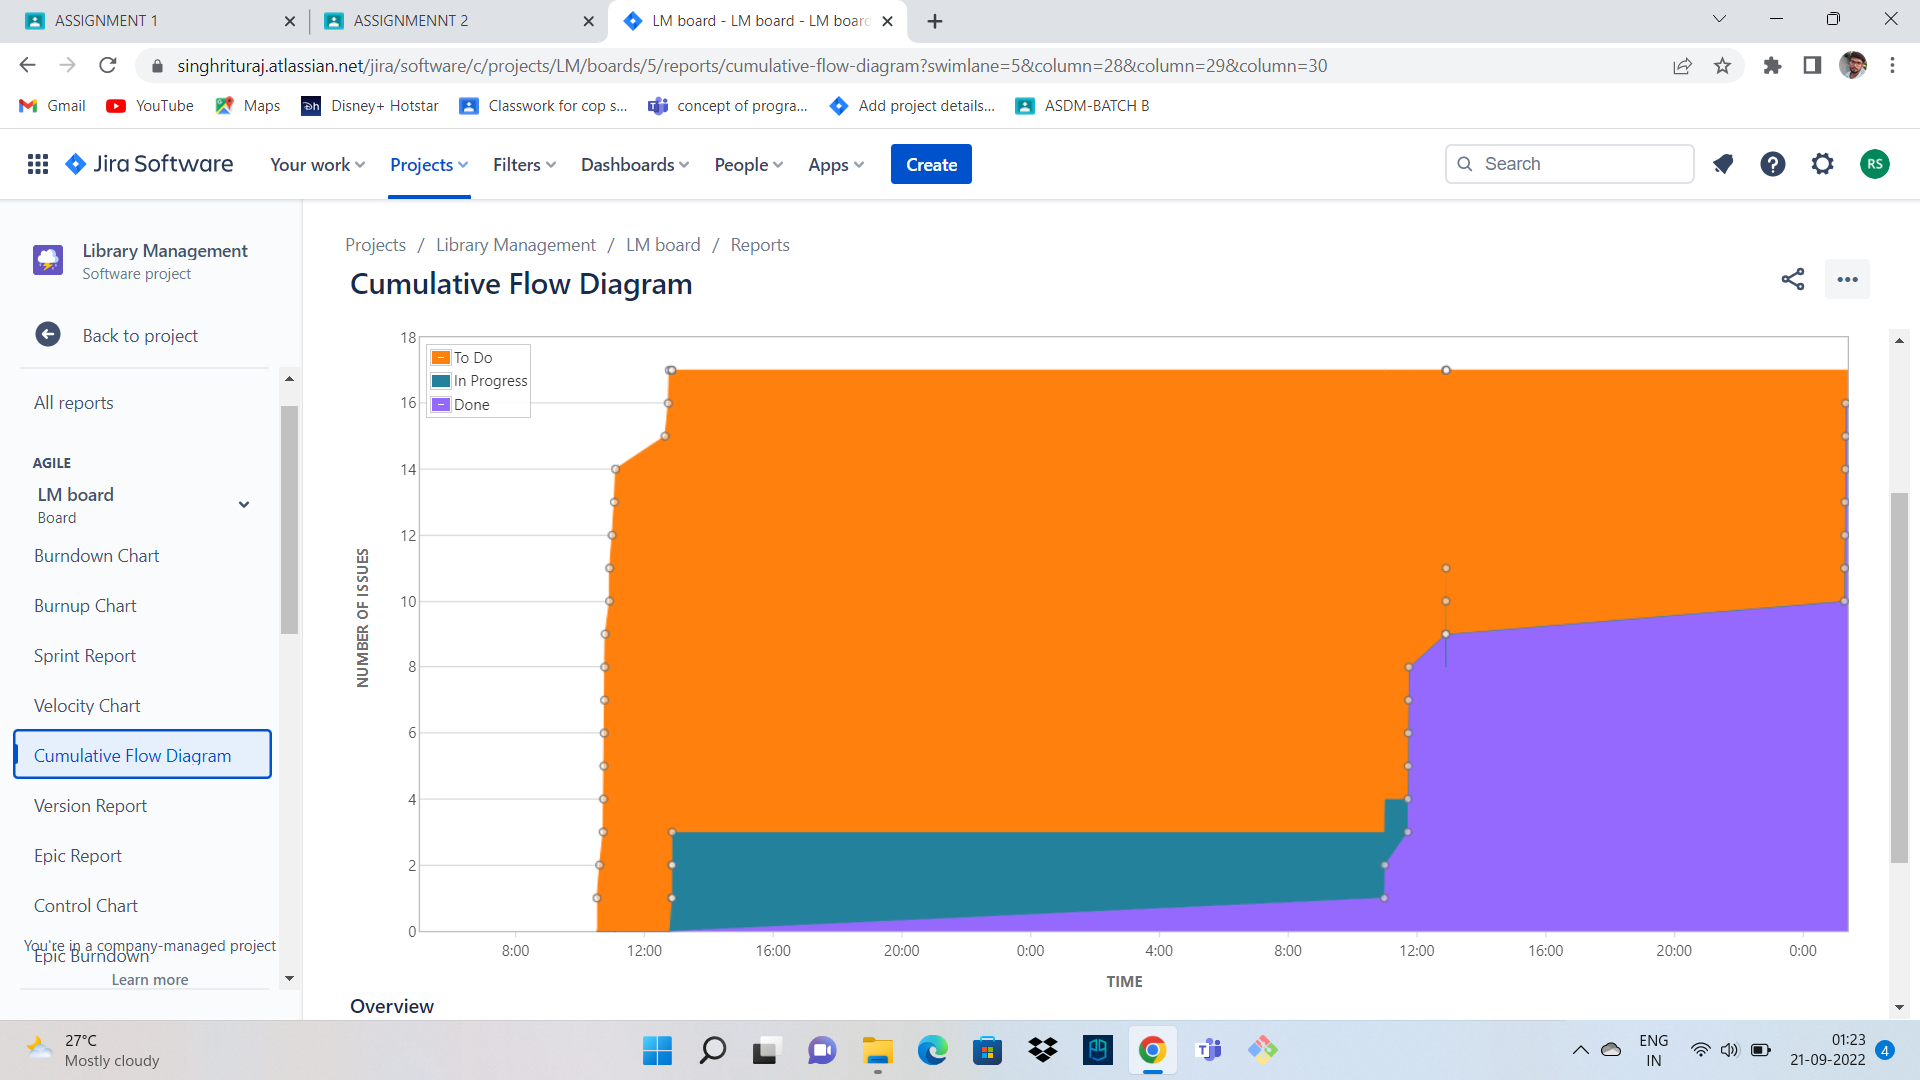 ASSIGNMENT 1
ASSIGNMENNT 2
LM board - LM board - LM board
singhrituraj.atlassian.net/jira/software/c/projects/LM/boards/5/reports/cumulative-flow-diagram?swimlane=5&column=28&column=29&column=30
Gmail
YouTube
Maps
Disney+ Hotstar
Classwork for cop s...
concept of progra...
Add project details...
ASDM-BATCH B
Jira Software
Your work
Projects
Filters
Dashboards
People
Apps
Create
Search
RS
Library Management
Software project
Back to project
All reports
AGILE
LM board
Board
Burndown Chart
Burnup Chart
Sprint Report
Velocity Chart
Cumulative Flow Diagram
Version Report
Epic Report
Control Chart
Epic Burndown
You're in a company-managed project
Learn more
Projects / Library Management / LM board / Reports
Cumulative Flow Diagram
To Do
In Progress
Done
18
16
14
12
10
8
6
4
2
0
NUMBER OF ISSUES
8:00 12:00 16:00 20:00 0:00 4:00 8:00 12:00 16:00 20:00 0:00
TIME
Overview
27°C
Mostly cloudy
ENG
IN
01:23
21-09-2022
4